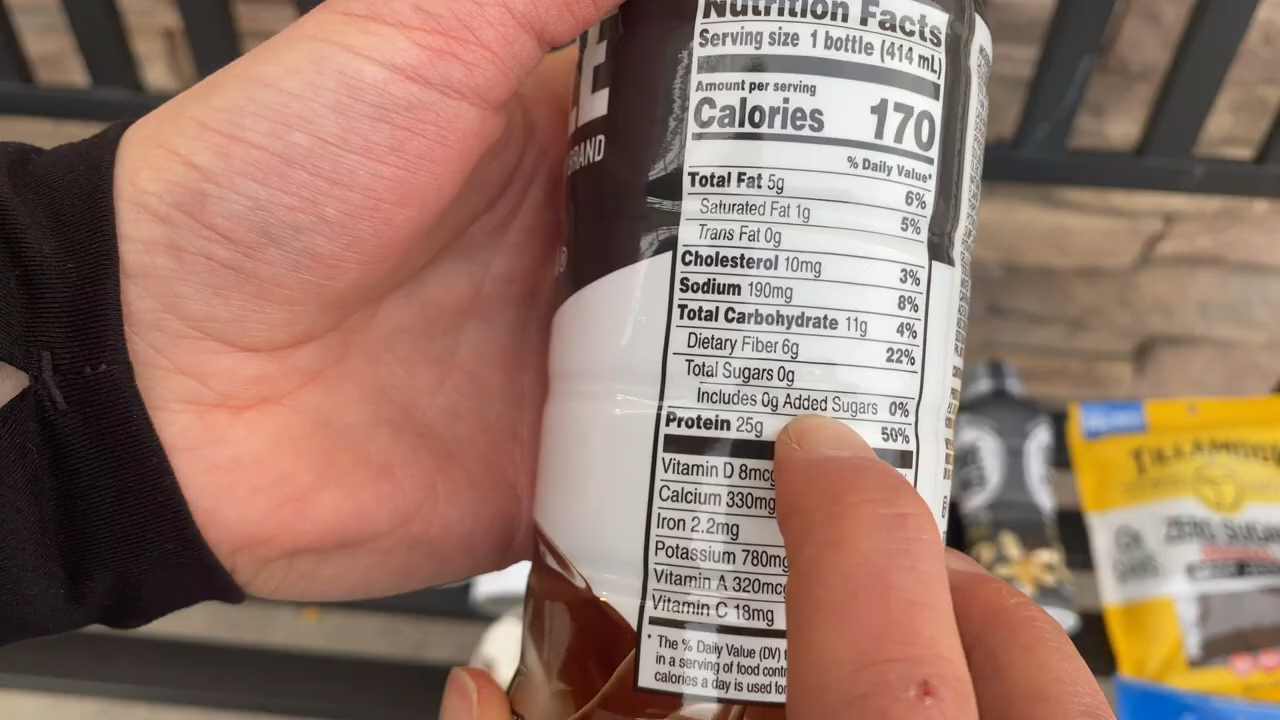 E
BRAND
Nutrition Facts
Serving size 1 bottle (414 mL)
Amount per serving
Calories 170
% Daily Value*
Total Fat 5g 6%
Saturated Fat 1g 5%
Trans Fat 0g
Cholesterol 10mg 3%
Sodium 190mg 8%
Total Carbohydrate 11g 4%
Dietary Fiber 6g 22%
Total Sugars 0g
Includes 0g Added Sugars 0%
Protein 25g 50%
Vitamin D 8mcg
Calcium 330mg
Iron 2.2mg
Potassium 780mg
Vitamin A 320mcg
Vitamin C 18mg
* The % Daily Value (DV)
in a serving of food
calories a day is used for
TILLAMOOK
ZERO SUGAR